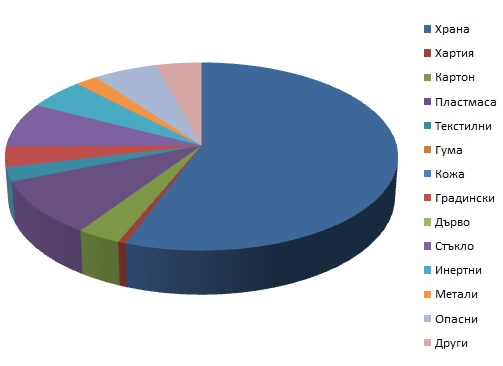 Храна
Хартия
Картон
Пластмаса
Текстилни
Гума
Кожа
Градински
Дърво
Стъкло
Инертни
Метали
Опасни
Други